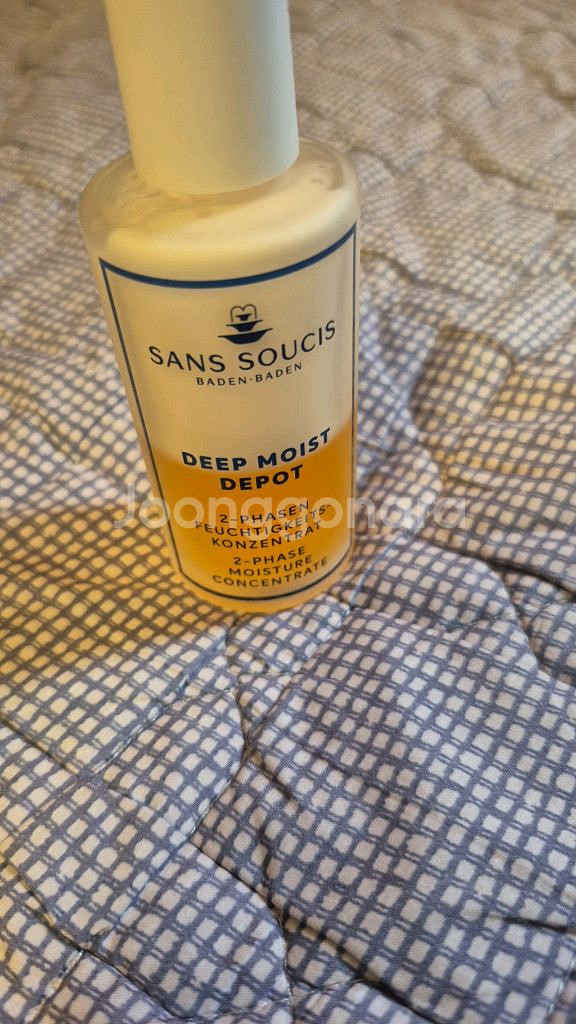 SANS SOUCIS
BADEN-BADEN
DEEP MOIST
DEPOT
2-PHASEN
FEUCHTIGKEITS-
KONZENTRAT
2-PHASE
MOISTURE
CONCENTRATE
Joonggonara